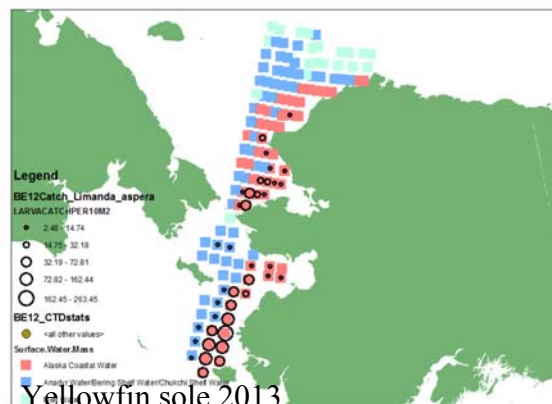 Legend
BE12Catch_Limanda_aspera
LARVACATCHPER10M2
2.48 - 14.74
14.75 - 32.18
32.19 - 72.81
72.82 - 162.44
162.45 - 263.45
BE12_CTDstats
<all other values>
Surface.Water.Mass
Alaska Coastal Water
Anadyr Water/Bering Shelf Water/Chukchi Shelf Water
Yellowfin sole 2013